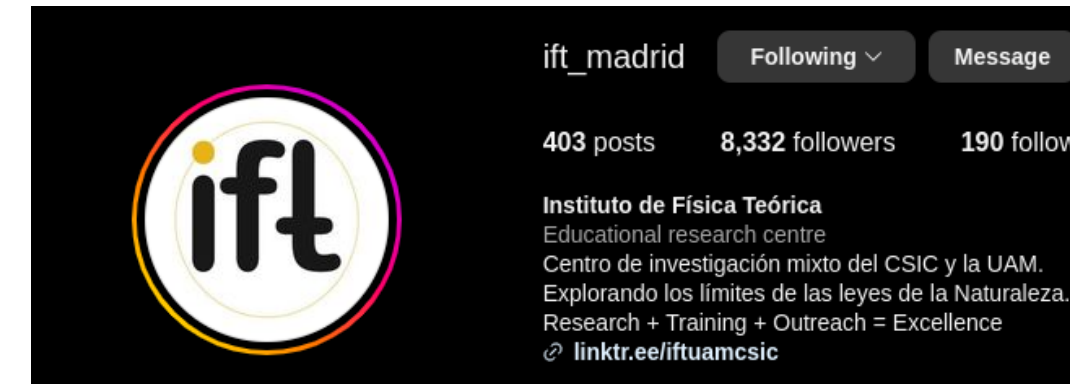 ift
ift_madrid Following Message
403 posts 8,332 followers 190 follow
Instituto de Física Teórica
Educational research centre
Centro de investigación mixto del CSIC y la UAM.
Explorando los límites de las leyes de la Naturaleza.
Research + Training + Outreach = Excellence
linktr.ee/iftuamcsic